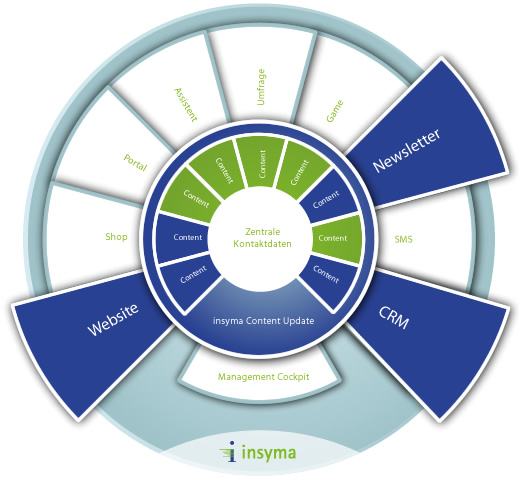 Umfrage
Assistent
Game
Newsletter
Portal
Content
Content
Content
Content
Content
Shop
Content
Zentrale
Kontaktdaten
Content
SMS
Content
Content
Website
insyma Content Update
CRM
Management Cockpit
insyma